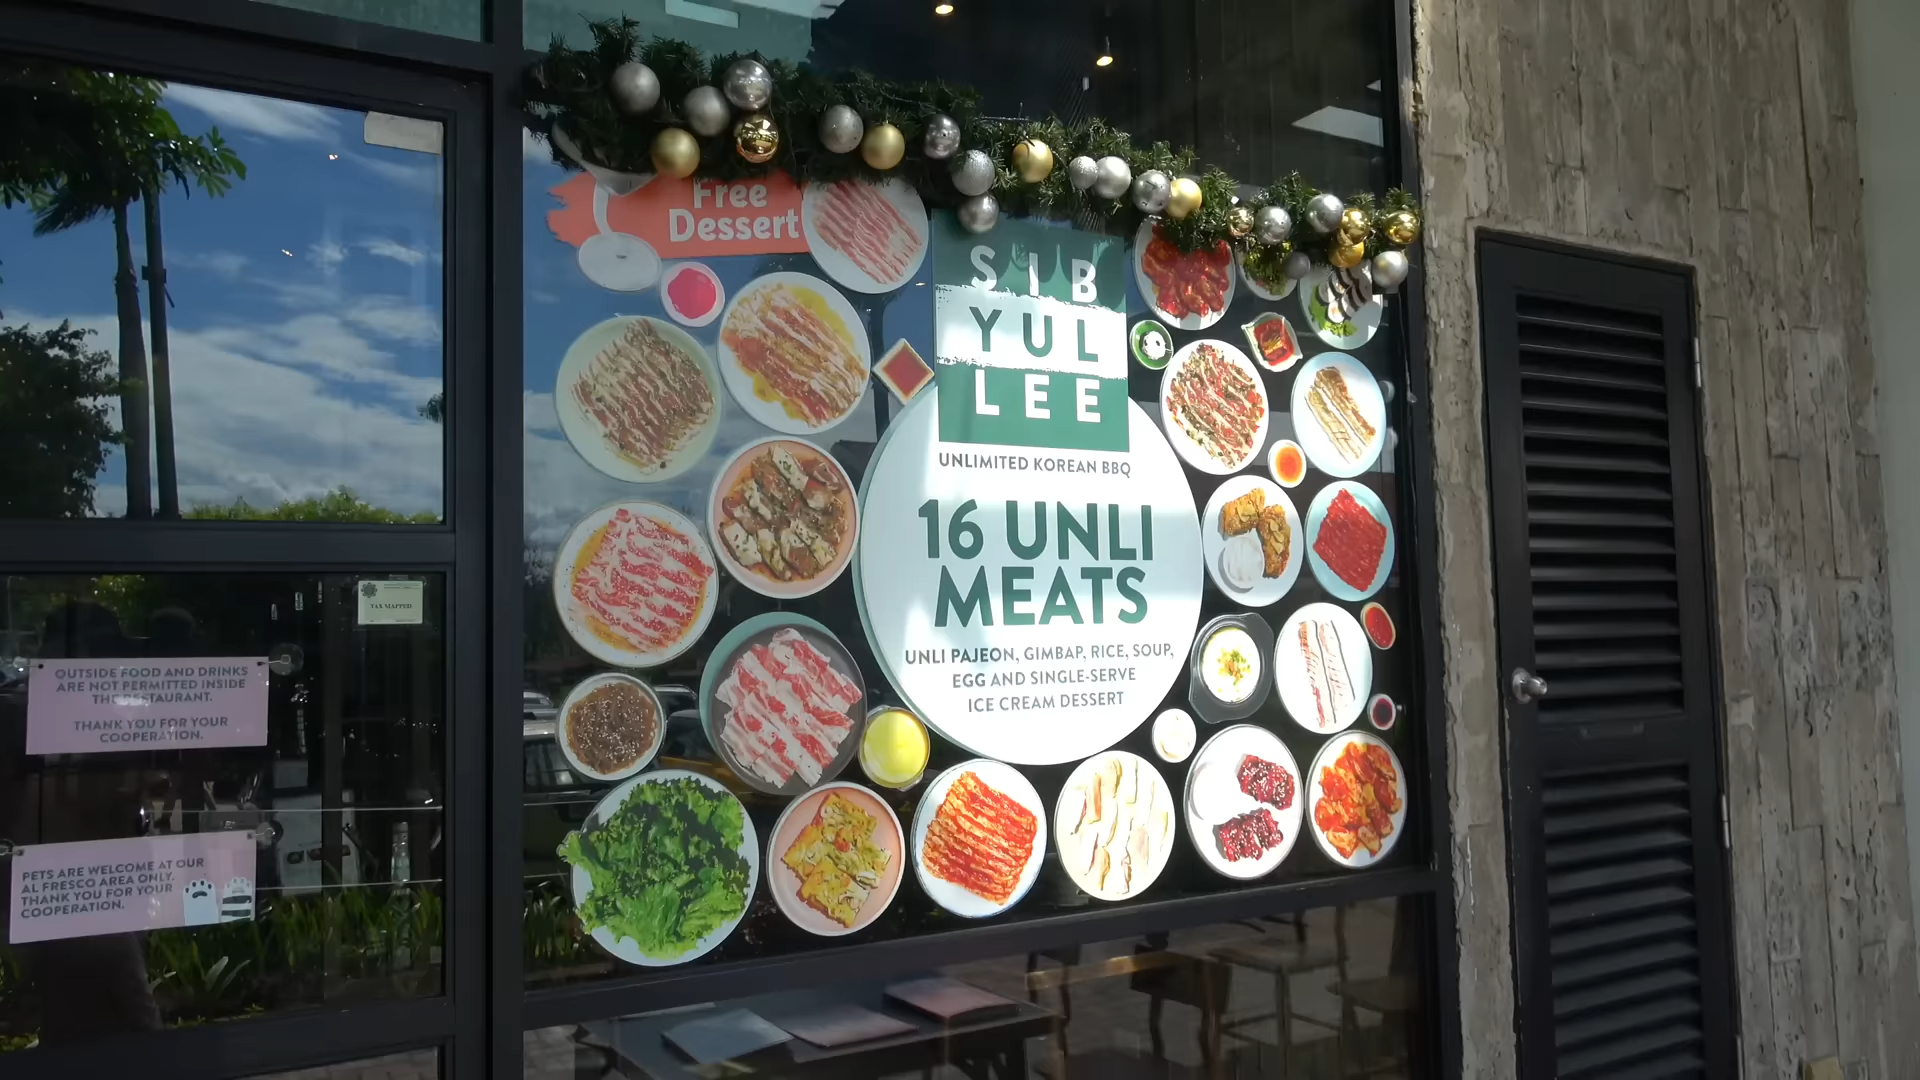 Free
Dessert
SIB
YUL
LEE
UNLIMITED KOREAN BBQ
16 UNLI
MEATS
UNLI PAJEON, GIMBAP, RICE, SOUP,
EGG AND SINGLE-SERVE
ICE CREAM DESSERT
TAX MAPPED
OUTSIDE FOOD AND DRINKS
ARE NOT PERMITTED INSIDE
THE RESTAURANT.
THANK YOU FOR YOUR
COOPERATION.
PETS ARE WELCOME AT OUR
AL FRESCO AREA ONLY.
THANK YOU FOR YOUR
COOPERATION.